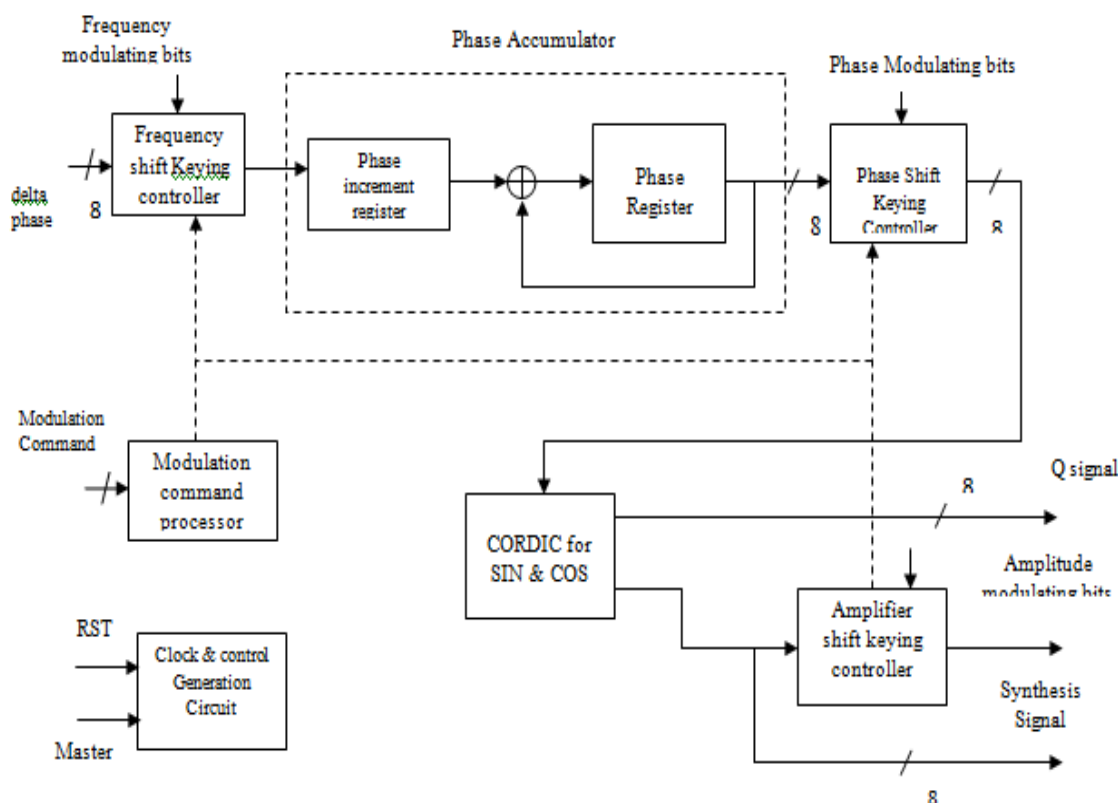 Frequency
modulating bits
Phase Accumulator
Phase Modulating bits
Frequency
shift Keying
controller
Phase
increment
register
Phase
Register
Phase Shift
Keying
Controller
delta
phase
8
8
8
Modulation
Command
Modulation
command
processor
CORDIC for
SIN & COS
8
Q signal
Amplitude
modulating bits
Amplifier
shift keying
controller
Synthesis
Signal
8
RST
Clock & control
Generation
Circuit
Master